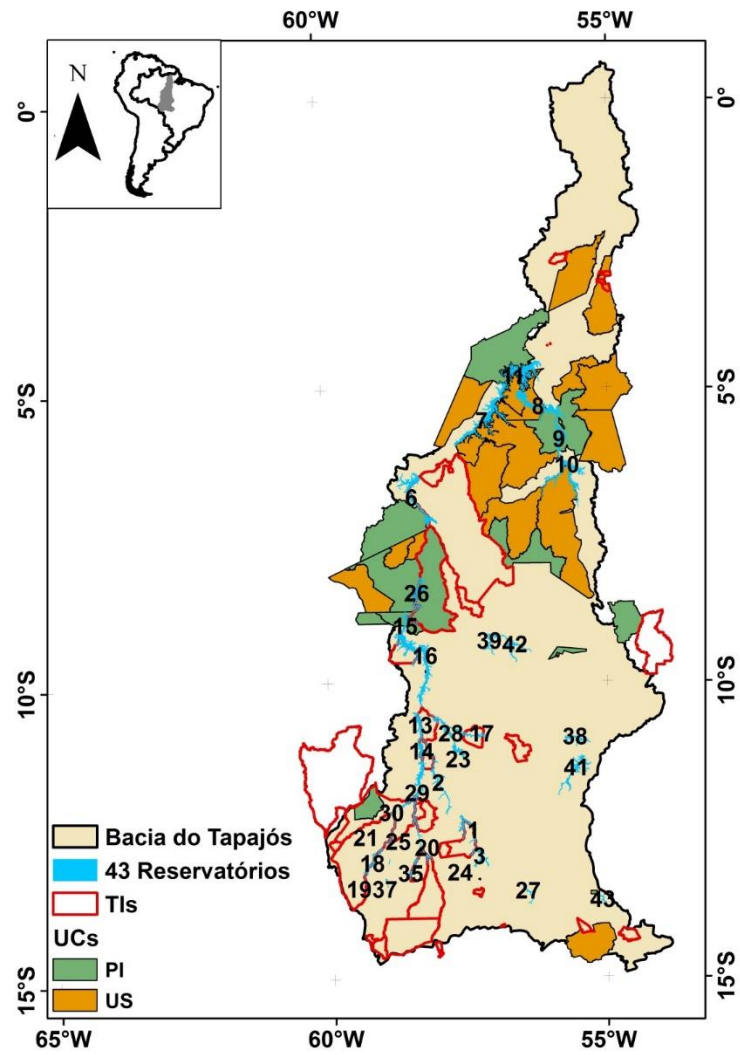 60°W 55°W
N
0° 0°
11
5°S 8 5°S
7
9
10
6
26
15
39 42
16
10°S 10°S
13
28 17 38
14 23
41
2
29
30 1
21 25 20
3
18
24
35
19 37 27
43
Bacia do Tapajós
43 Reservatórios
TIs
UCs
PI
US
15°S 15°S
65°W 60°W 55°W